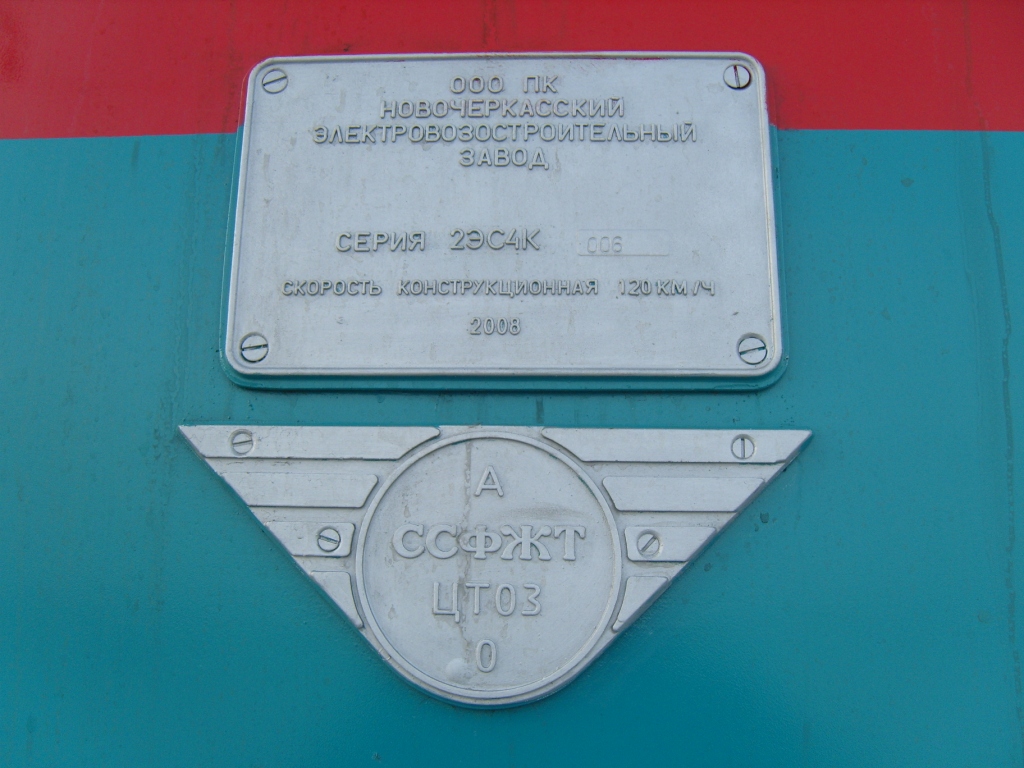 ООО ПК
НОВОЧЕРКАССКИЙ
ЭЛЕКТРОВОЗОСТРОИТЕЛЬНЫЙ
ЗАВОД
СЕРИЯ 2ЭС4К 006
СКОРОСТЬ КОНСТРУКЦИОННАЯ 120 КМ/Ч
2008
А
ССФЖТ
ЦТ03
0